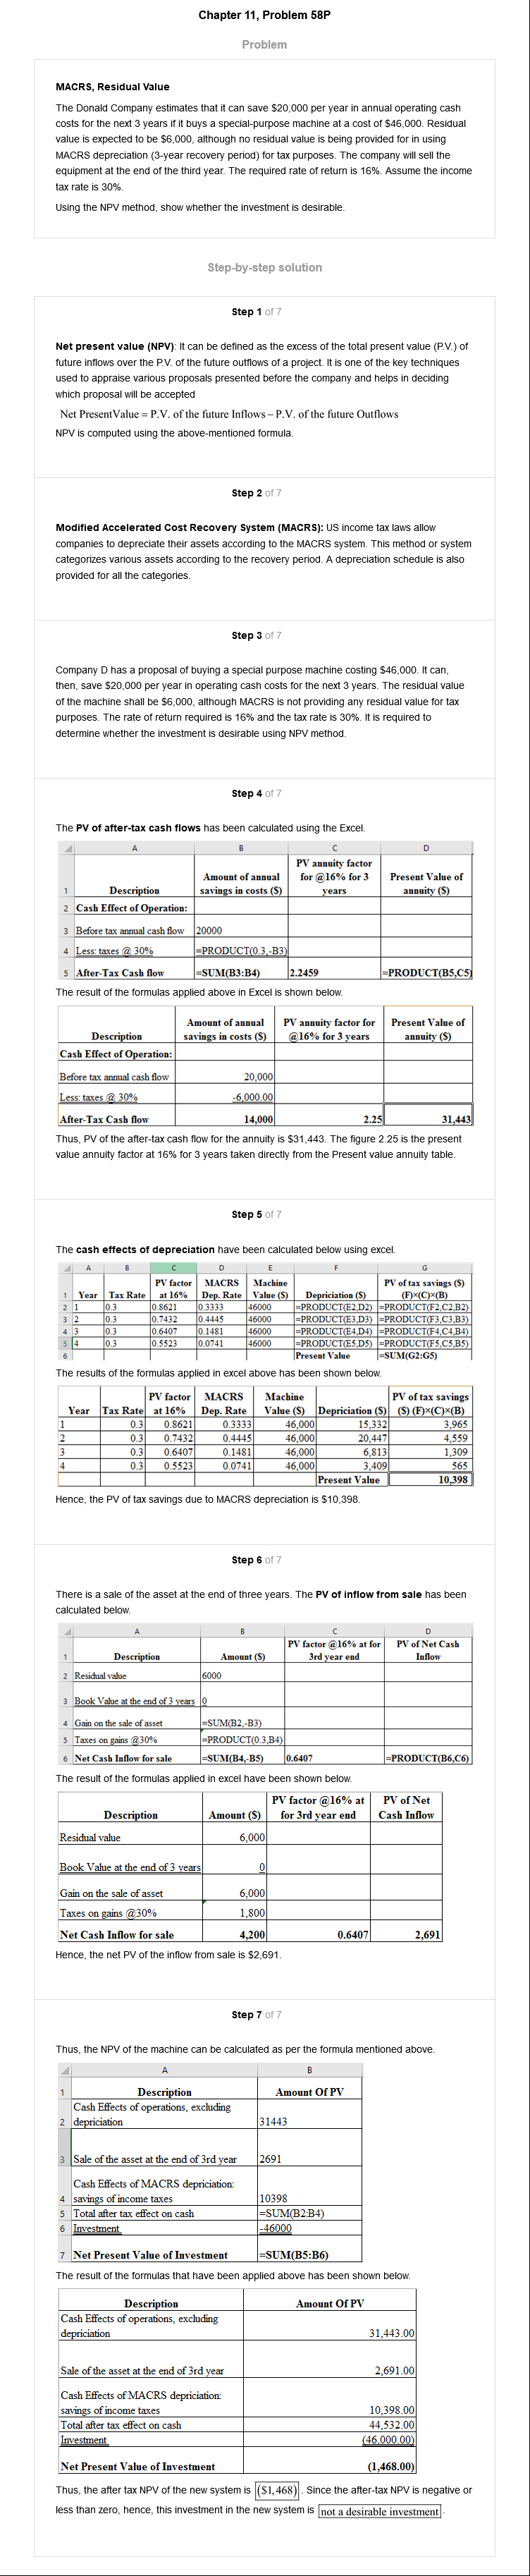 Chapter 11, Problem 58P
Problem
MACRS, Residual Value
The Donald Company estimates that it can save $20,000 per year in annual operating cash
costs for the next 3 years if it buys a special-purpose machine at a cost of $46,000. Residual
value is expected to be $6,000, although no residual value is being provided for in using
MACRS depreciation (3-year recovery period) for tax purposes. The company will sell the
equipment at the end of the third year. The required rate of return is 16%. Assume the income
tax rate is 30%.
Using the NPV method, show whether the investment is desirable.
Step-by-step solution
Step 1 of 7
Net present value (NPV): It can be defined as the excess of the total present value (P.V.) of
future inflows over the P.V. of the future outflows of a project. It is one of the key techniques
used to appraise various proposals presented before the company and helps in deciding
which proposal will be accepted
Net PresentValue = P.V. of the future Inflows – P.V. of the future Outflows
NPV is computed using the above-mentioned formula.
Step 2 of 7
Modified Accelerated Cost Recovery System (MACRS): US income tax laws allow
companies to depreciate their assets according to the MACRS system. This method or system
categorizes various assets according to the recovery period. A depreciation schedule is also
provided for all the categories.
Step 3 of 7
Company D has a proposal of buying a special purpose machine costing $46,000. It can,
then, save $20,000 per year in operating cash costs for the next 3 years. The residual value
of the machine shall be $6,000, although MACRS is not providing any residual value for tax
purposes. The rate of return required is 16% and the tax rate is 30%. It is required to
determine whether the investment is desirable using NPV method.
Step 4 of 7
The PV of after-tax cash flows has been calculated using the Excel.
A B C D
PV annuity factor
Amount of annual for @16% for 3 Present Value of
1 Description savings in costs ($) years annuity ($)
2 Cash Effect of Operation:
3 Before tax annual cash flow 20000
4 Less: taxes @ 30% =PRODUCT(0.3,-B3)
5 After-Tax Cash flow =SUM(B3:B4) 2.2459 =PRODUCT(B5,C5)
The result of the formulas applied above in Excel is shown below.
Amount of annual PV annuity factor for Present Value of
Description savings in costs ($) @16% for 3 years annuity ($)
Cash Effect of Operation:
Before tax annual cash flow 20,000
Less: taxes @ 30% -6,000.00
After-Tax Cash flow 14,000 2.25 31,443
Thus, PV of the after-tax cash flow for the annuity is $31,443. The figure 2.25 is the present
value annuity factor at 16% for 3 years taken directly from the Present value annuity table.
Step 5 of 7
The cash effects of depreciation have been calculated below using excel.
A B C D E F G
PV factor MACRS Machine PV of tax savings ($)
1 Year Tax Rate at 16% Dep. Rate Value ($) Depriciation ($) (F)×(C)×(B)
2 1 0.3 0.8621 0.3333 46000 =PRODUCT(E2,D2) =PRODUCT(F2,C2,B2)
3 2 0.3 0.7432 0.4445 46000 =PRODUCT(E3,D3) =PRODUCT(F3,C3,B3)
4 3 0.3 0.6407 0.1481 46000 =PRODUCT(E4,D4) =PRODUCT(F4,C4,B4)
5 4 0.3 0.5523 0.0741 46000 =PRODUCT(E5,D5) =PRODUCT(F5,C5,B5)
6 Present Value =SUM(G2:G5)
The results of the formulas applied in excel above has been shown below.
PV factor MACRS Machine PV of tax savings
Year Tax Rate at 16% Dep. Rate Value ($) Depriciation ($) ($) (F)×(C)×(B)
1 0.3 0.8621 0.3333 46,000 15,332 3,965
2 0.3 0.7432 0.4445 46,000 20,447 4,559
3 0.3 0.6407 0.1481 46,000 6,813 1,309
4 0.3 0.5523 0.0741 46,000 3,409 565
Present Value 10,398
Hence, the PV of tax savings due to MACRS depreciation is $10,398.
Step 6 of 7
There is a sale of the asset at the end of three years. The PV of inflow from sale has been
calculated below.
A B C D
PV factor @16% at for PV of Net Cash
1 Description Amount ($) 3rd year end Inflow
2 Residual value 6000
3 Book Value at the end of 3 years 0
4 Gain on the sale of asset =SUM(B2,-B3)
5 Taxes on gains @30% =PRODUCT(0.3,B4)
6 Net Cash Inflow for sale =SUM(B4,-B5) 0.6407 =PRODUCT(B6,C6)
The result of the formulas applied in excel have been shown below.
PV factor @16% at PV of Net
Description Amount ($) for 3rd year end Cash Inflow
Residual value 6,000
Book Value at the end of 3 years 0
Gain on the sale of asset 6,000
Taxes on gains @30% 1,800
Net Cash Inflow for sale 4,200 0.6407 2,691
Hence, the net PV of the inflow from sale is $2,691.
Step 7 of 7
Thus, the NPV of the machine can be calculated as per the formula mentioned above.
A B
1 Description Amount Of PV
Cash Effects of operations, excluding
2 depriciation 31443
3 Sale of the asset at the end of 3rd year 2691
Cash Effects of MACRS depriciation:
4 savings of income taxes 10398
5 Total after tax effect on cash =SUM(B2:B4)
6 Investment -46000
7 Net Present Value of Investment =SUM(B5:B6)
The result of the formulas that have been applied above has been shown below.
Description Amount Of PV
Cash Effects of operations, excluding
depriciation 31,443.00
Sale of the asset at the end of 3rd year 2,691.00
Cash Effects of MACRS depriciation:
savings of income taxes 10,398.00
Total after tax effect on cash 44,532.00
Investment (46,000.00)
Net Present Value of Investment (1,468.00)
Thus, the after tax NPV of the new system is ($1,468). Since the after-tax NPV is negative or
less than zero, hence, this investment in the new system is not a desirable investment.